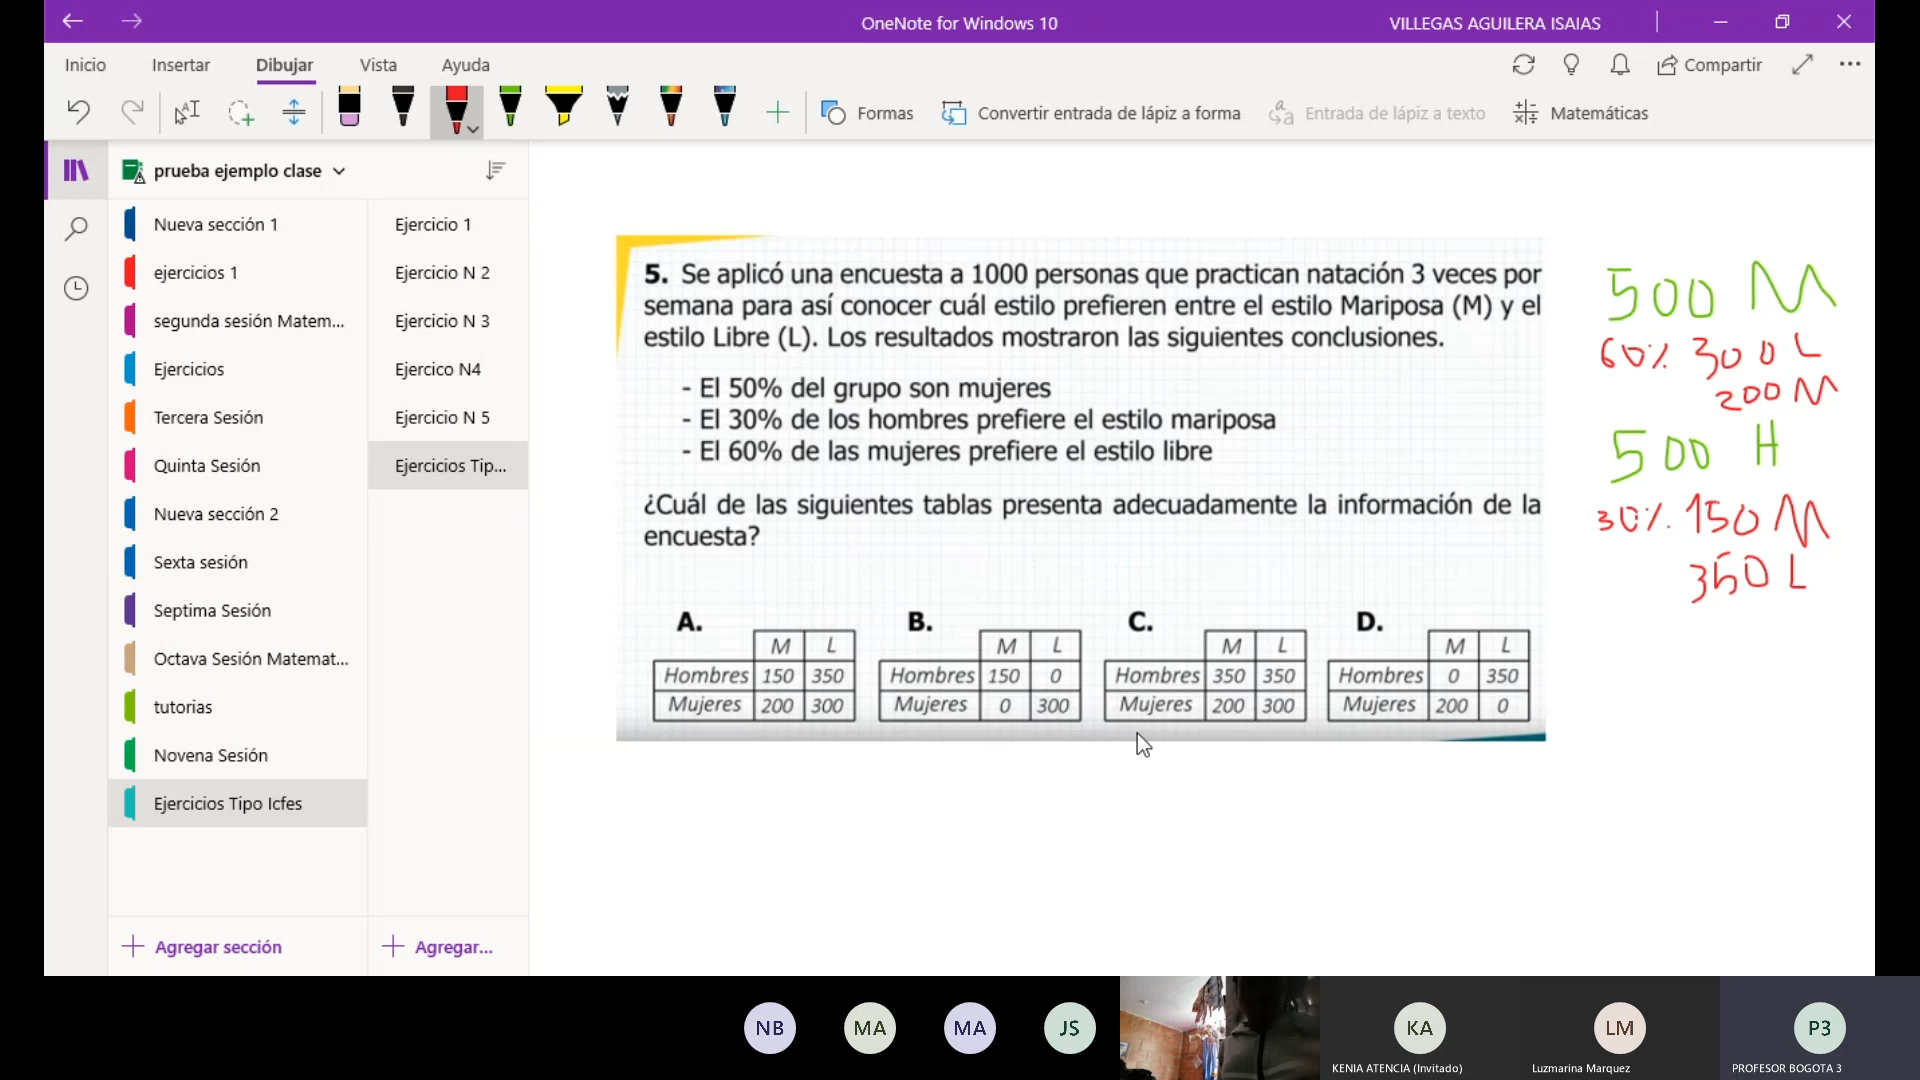 OneNote for Windows 10
VILLEGAS AGUILERA ISAIAS
Inicio
Insertar
Dibujar
Vista
Ayuda
Compartir
Formas
Convertir entrada de lápiz a forma
Entrada de lápiz a texto
Matemáticas
prueba ejemplo clase
Nueva sección 1
ejercicios 1
segunda sesión Matem...
Ejercicios
Tercera Sesión
Quinta Sesión
Nueva sección 2
Sexta sesión
Septima Sesión
Octava Sesión Matemat...
tutorias
Novena Sesión
Ejercicios Tipo Icfes
Agregar sección
Ejercicio 1
Ejercicio N 2
Ejercicio N 3
Ejercico N4
Ejercicio N 5
Ejercicios Tip...
Agregar...
5. Se aplicó una encuesta a 1000 personas que practican natación 3 veces por
semana para así conocer cuál estilo prefieren entre el estilo Mariposa (M) y el
estilo Libre (L). Los resultados mostraron las siguientes conclusiones.
- El 50% del grupo son mujeres
- El 30% de los hombres prefiere el estilo mariposa
- El 60% de las mujeres prefiere el estilo libre
¿Cuál de las siguientes tablas presenta adecuadamente la información de la
encuesta?
A.
M L
Hombres 150 350
Mujeres 200 300
B.
M L
Hombres 150 0
Mujeres 0 300
C.
M L
Hombres 350 350
Mujeres 200 300
D.
M L
Hombres 0 350
Mujeres 200 0
500 M
60% 300 L
200 M
500 H
30% 150 M
350 L
NB
MA
MA
JS
KA
KENIA ATENCIA (Invitado)
LM
Luzmarina Marquez
P3
PROFESOR BOGOTA 3